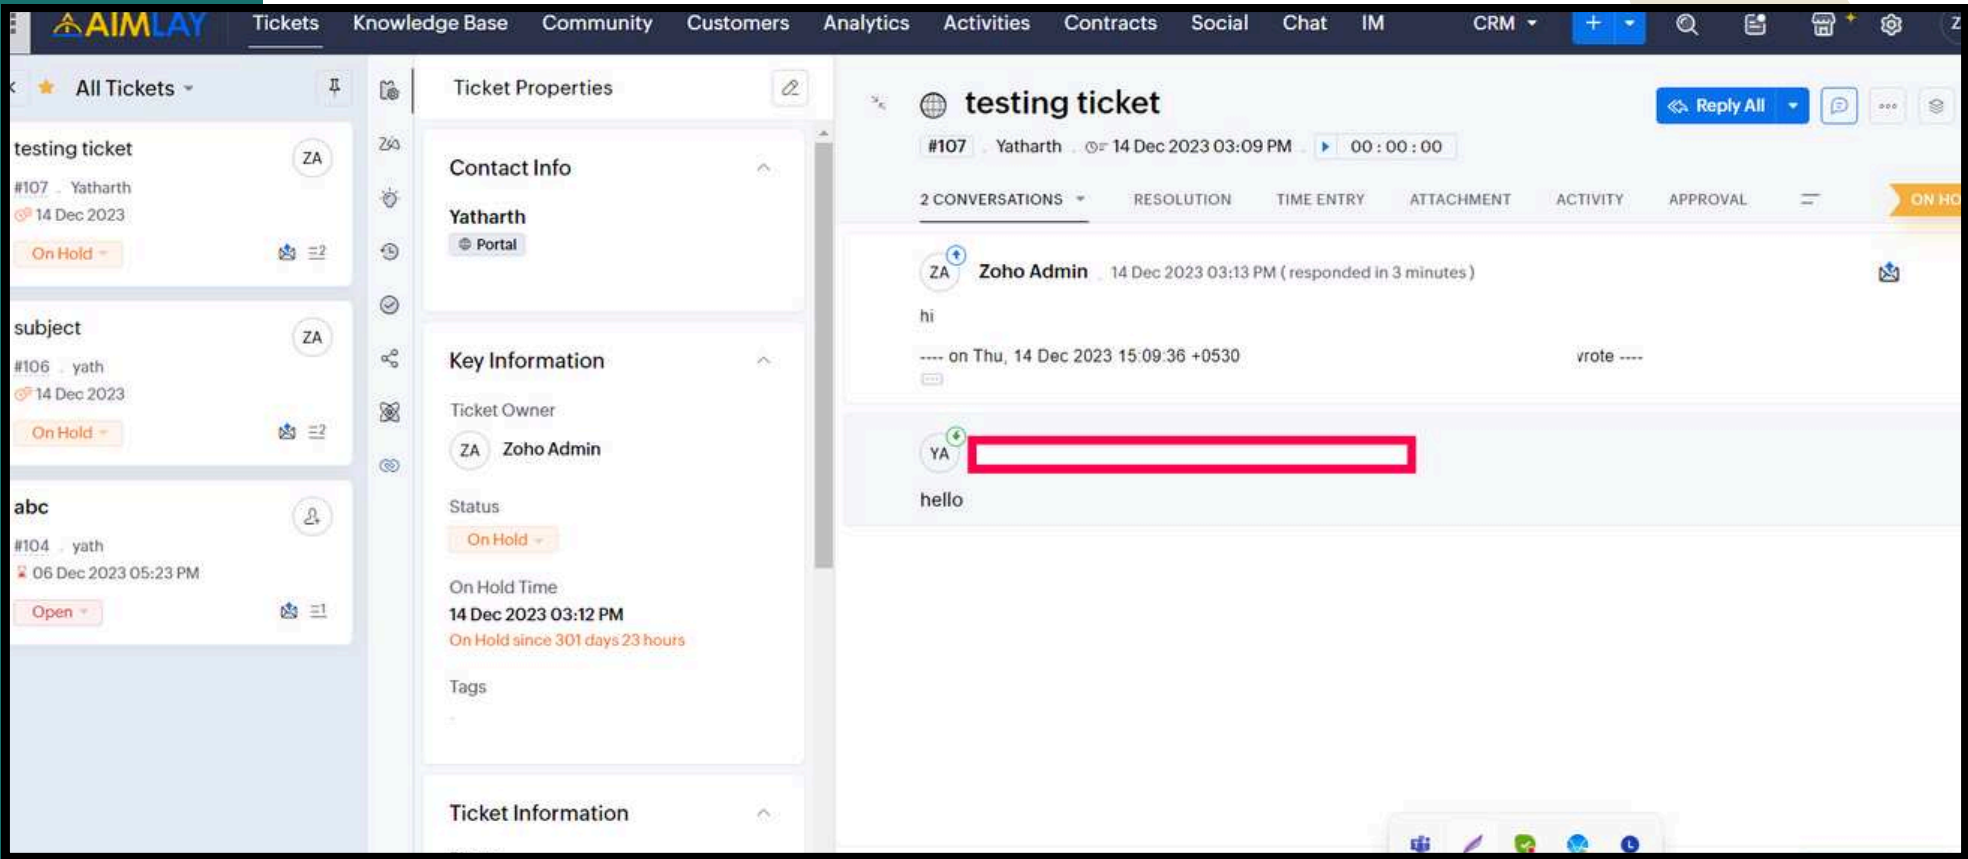 AIMLAY Tickets Knowledge Base Community Customers Analytics Activities Contracts Social Chat IM CRM
All Tickets
testing ticket
ZA
#107 . Yatharth
14 Dec 2023
On Hold
2
subject
ZA
#106 . yath
14 Dec 2023
On Hold
2
abc
#104 . yath
06 Dec 2023 05:23 PM
Open
1
Ticket Properties
Contact Info
Yatharth
Portal
Key Information
Ticket Owner
ZA Zoho Admin
Status
On Hold
On Hold Time
14 Dec 2023 03:12 PM
On Hold since 301 days 23 hours
Tags
Ticket Information
testing ticket
Reply All
#107 . Yatharth . 14 Dec 2023 03:09 PM . 00 : 00 : 00
2 CONVERSATIONS RESOLUTION TIME ENTRY ATTACHMENT ACTIVITY APPROVAL ON HO
ZA Zoho Admin . 14 Dec 2023 03:13 PM ( responded in 3 minutes )
hi
---- on Thu, 14 Dec 2023 15:09:36 +0530 vrote ----
YA
hello